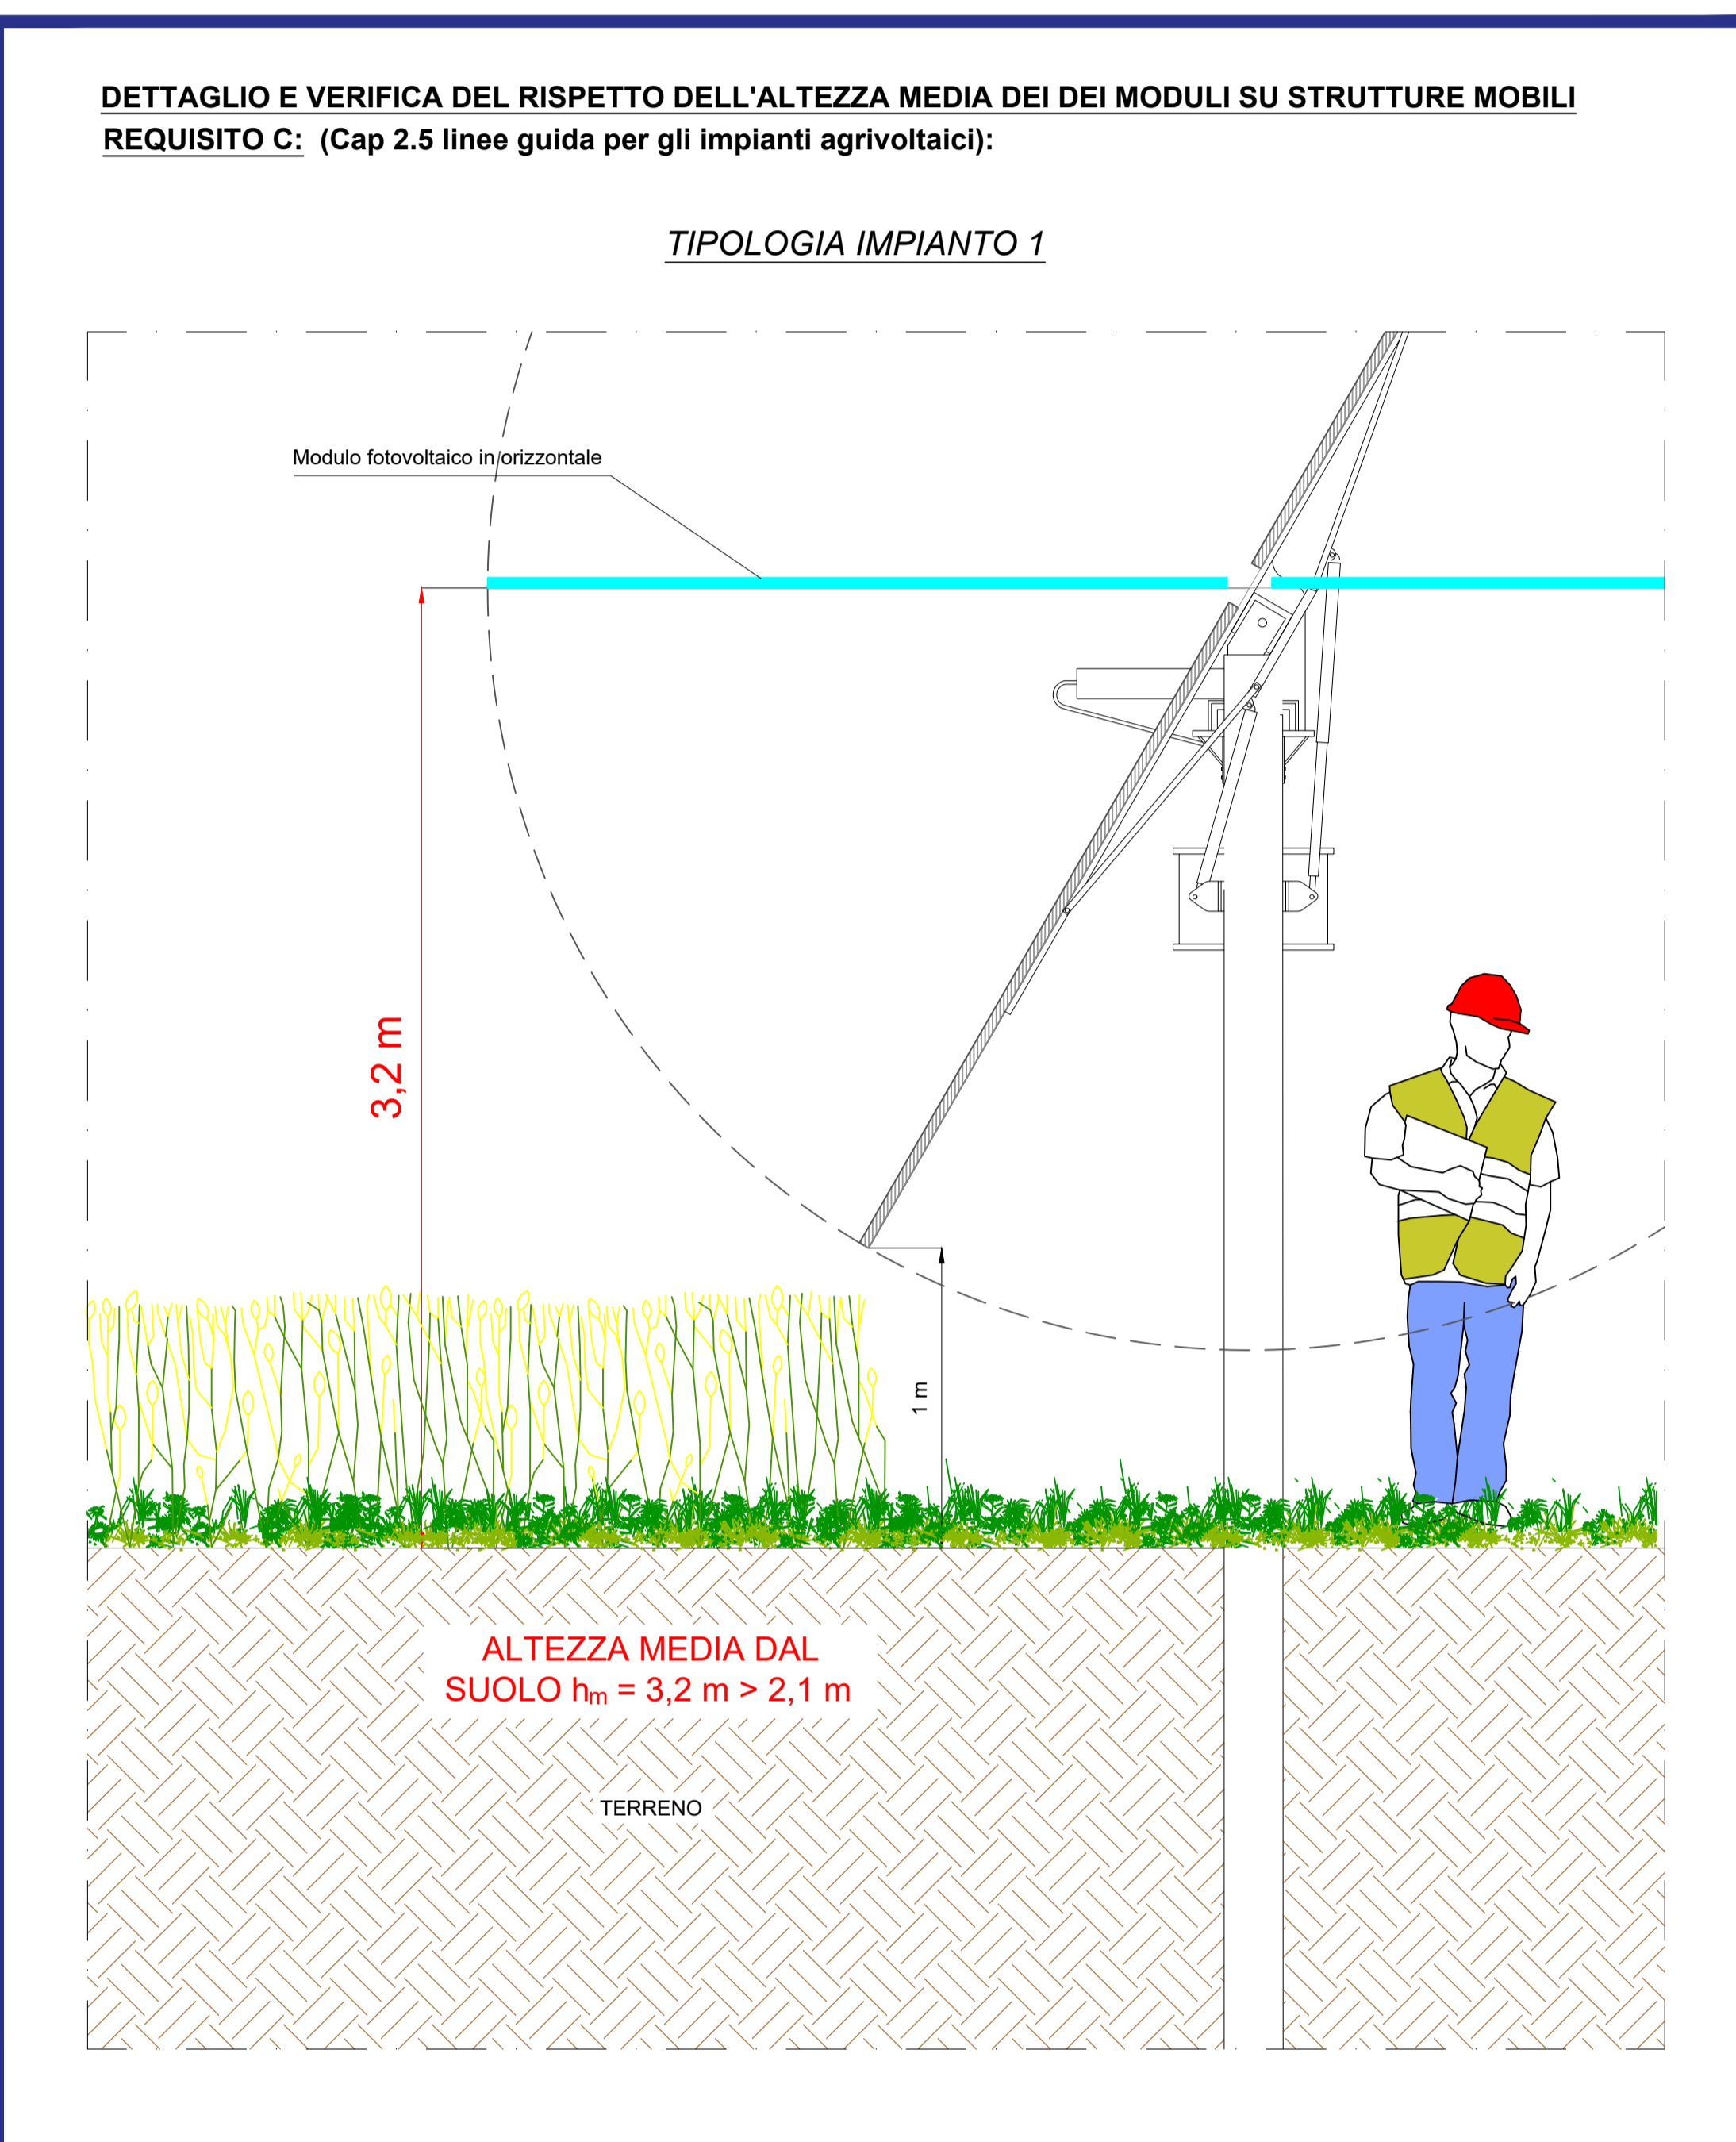 DETTAGLIO E VERIFICA DEL RISPETTO DELL'ALTEZZA MEDIA DEI DEI MODULI SU STRUTTURE MOBILI
REQUISITO C: (Cap 2.5 linee guida per gli impianti agrivoltaici):
TIPOLOGIA IMPIANTO 1
Modulo fotovoltaico in orizzontale
3,2 m
1 m
ALTEZZA MEDIA DAL
SUOLO hm = 3,2 m > 2,1 m
TERRENO